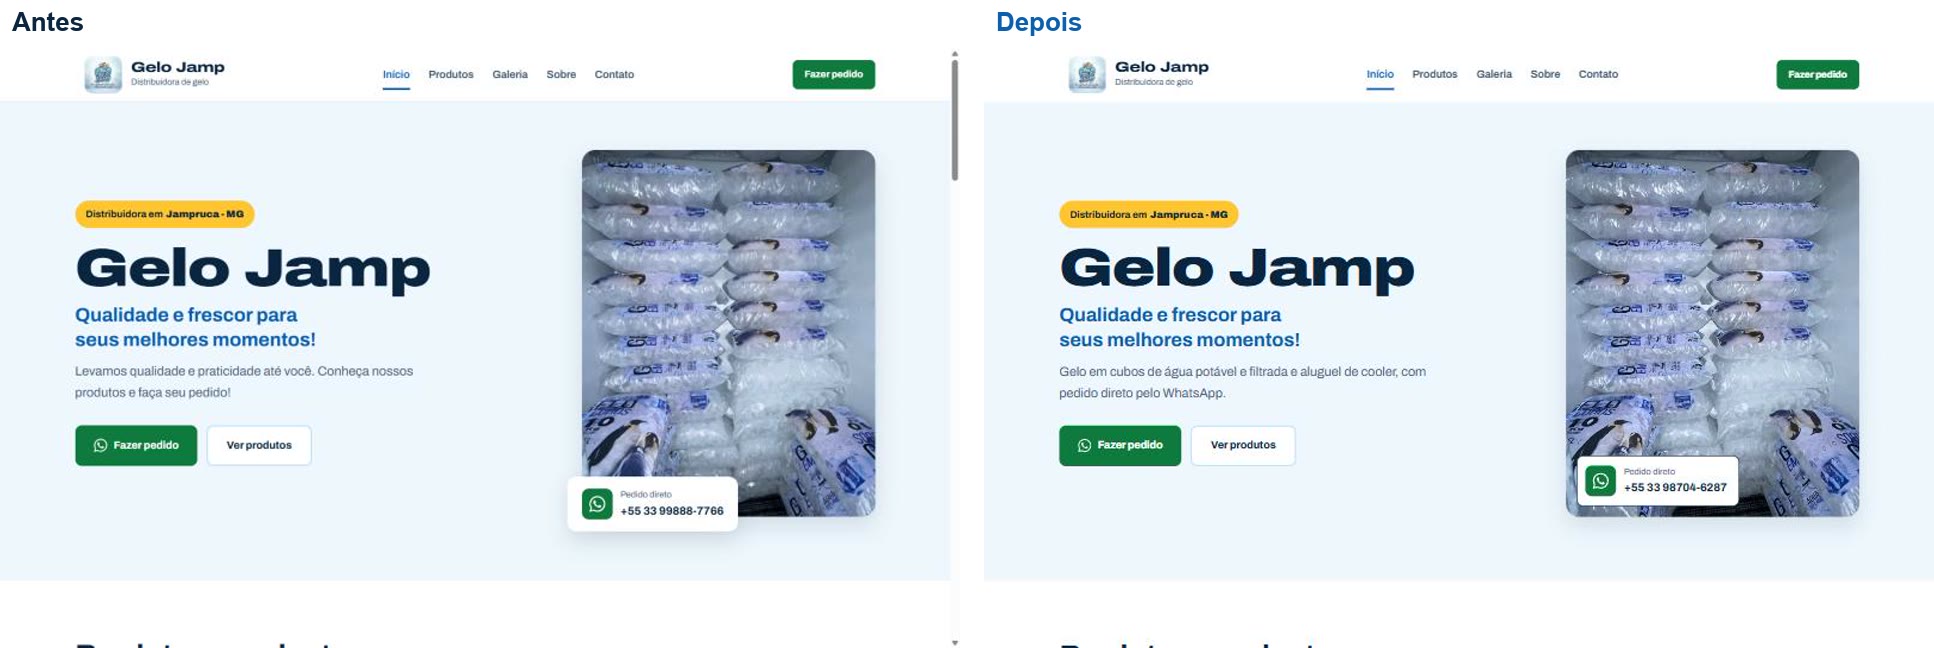 Antes
Gelo Jamp
Distribuidora de gelo
Início
Produtos
Galeria
Sobre
Contato
Fazer pedido
Distribuidora em Jampruca - MG
Gelo Jamp
Qualidade e frescor para
seus melhores momentos!
Levamos qualidade e praticidade até você. Conheça nossos
produtos e faça seu pedido!
Fazer pedido
Ver produtos
10
Pedido direto
+55 33 99888-7766
Depois
Gelo Jamp
Distribuidora de gelo
Início
Produtos
Galeria
Sobre
Contato
Fazer pedido
Distribuidora em Jampruca - MG
Gelo Jamp
Qualidade e frescor para
seus melhores momentos!
Gelo em cubos de água potável e filtrada e aluguel de cooler, com
pedido direto pelo WhatsApp.
Fazer pedido
Ver produtos
10
Pedido direto
+55 33 98704-6287